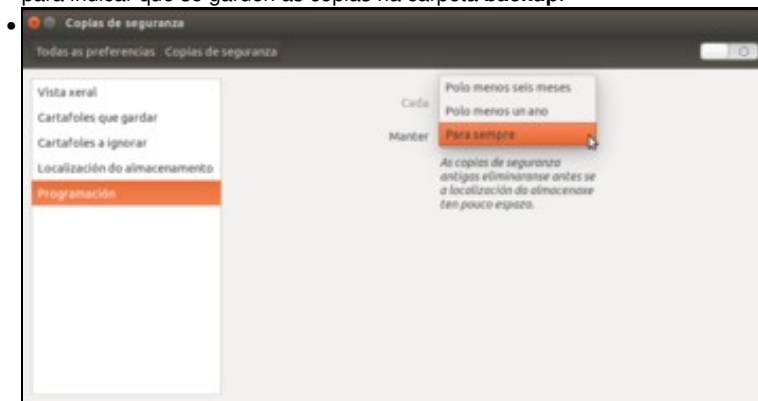 para indicar que se garden as copias na carpeta backup.
Copias de seguranza
Todas as preferencias Copias de seguranza
Vista xeral
Cartafoles que gardar
Cartafoles a ignorar
Localización do almacenamento
Programación
Cada
Manter
Polo menos seis meses
Polo menos un ano
Para sempre
As copias de seguranza
antigas eliminaranse antes se
a localización do almacenaxe
ten pouco espazo.